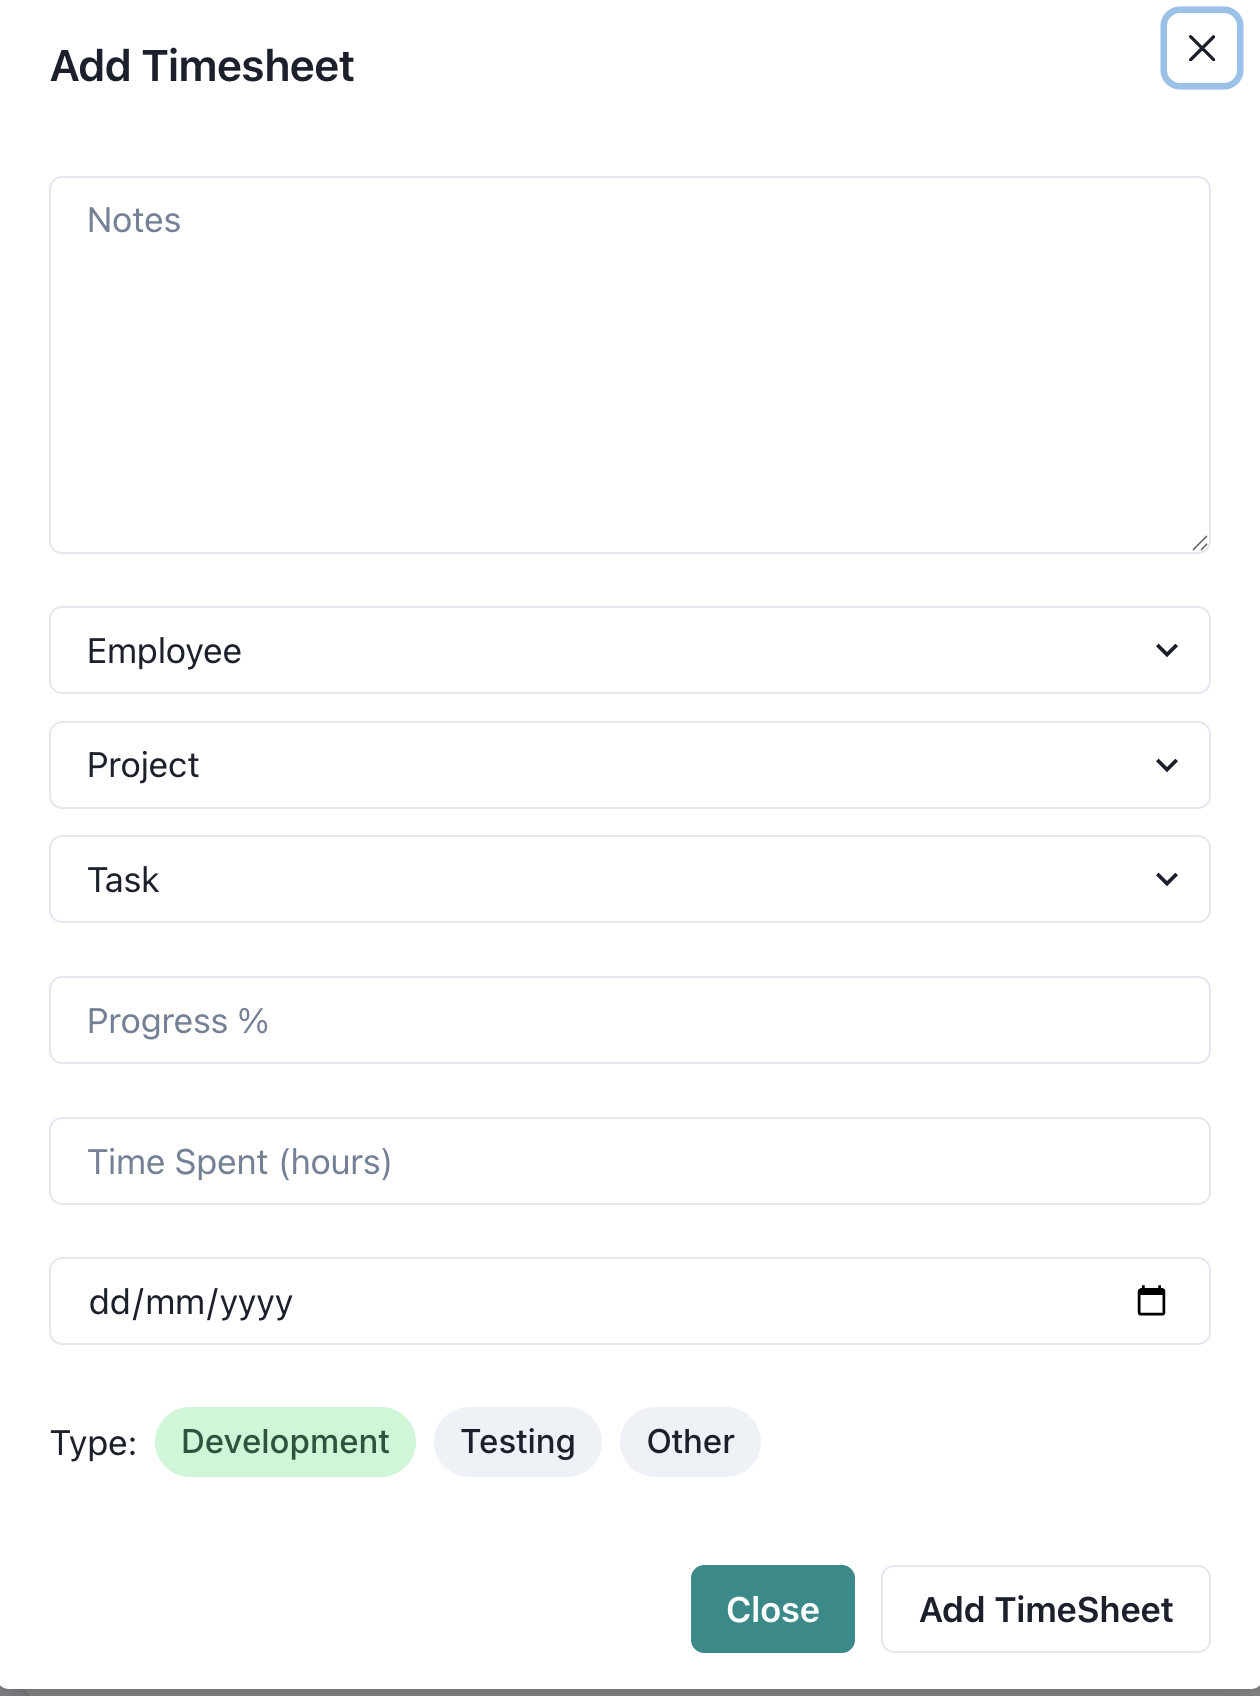 Add Timesheet
Notes
Employee
Project
Task
Progress %
Time Spent (hours)
dd/mm/yyyy
Type: Development Testing Other
Close Add TimeSheet